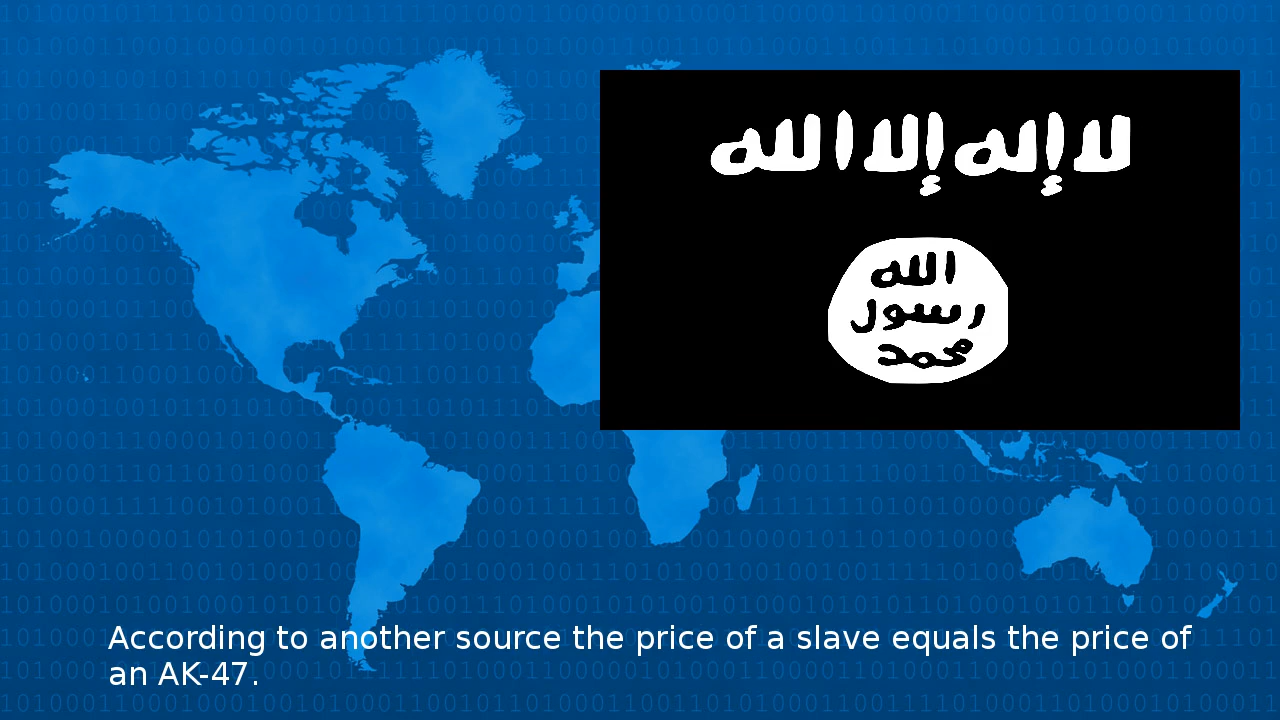 لا إله إلا الله
الله
رسول
محمد
According to another source the price of a slave equals the price of
an AK-47.